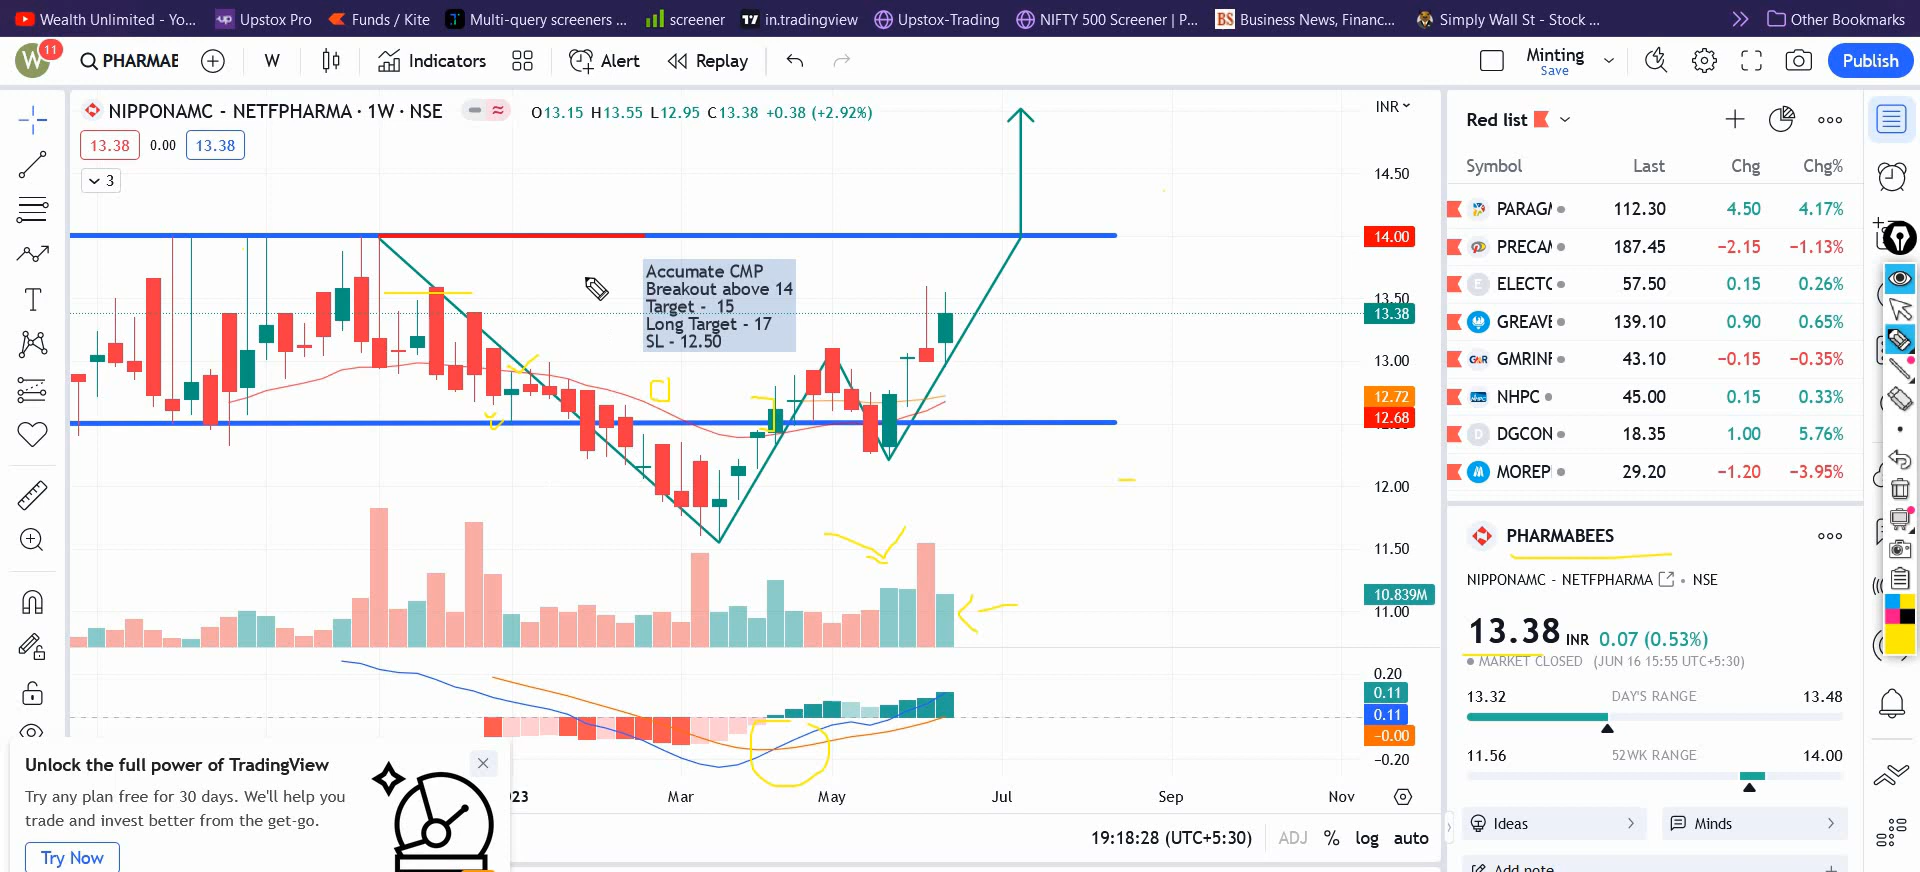 Wealth Unlimited - Yo...
Upstox Pro
Funds / Kite
Multi-query screeners ...
screener
in.tradingview
Upstox-Trading
NIFTY 500 Screener | P...
BS Business News, Financ...
Simply Wall St - Stock ...
Other Bookmarks
W 11
PHARMABE
W
Indicators
Alert
Replay
Minting
Save
Publish
NIPPONAMC - NETFPHARMA · 1W · NSE
O13.15 H13.55 L12.95 C13.38 +0.38 (+2.92%)
INR
13.38 0.00 13.38
3
14.50
14.00
13.50
13.38
13.00
12.72
12.68
12.00
11.50
10.839M
11.00
0.20
0.11
0.11
−0.00
−0.20
Accumate CMP
Breakout above 14
Target - 15
Long Target - 17
SL - 12.50
Mar May Jul Sep Nov
19:18:28 (UTC+5:30) ADJ % log auto
Unlock the full power of TradingView
Try any plan free for 30 days. We'll help you
trade and invest better from the get-go.
Try Now
Red list
Symbol Last Chg Chg%
PARAGM 112.30 4.50 4.17%
PRECAM 187.45 −2.15 −1.13%
E ELECTC 57.50 0.15 0.26%
GREAVE 139.10 0.90 0.65%
GMR GMRINF 43.10 −0.15 −0.35%
NHPC 45.00 0.15 0.33%
D DGCON 18.35 1.00 5.76%
MOREP 29.20 −1.20 −3.95%
PHARMABEES
NIPPONAMC - NETFPHARMA • NSE
13.38 INR 0.07 (0.53%)
MARKET CLOSED (JUN 16 15:55 UTC+5:30)
13.32 DAY'S RANGE 13.48
11.56 52WK RANGE 14.00
Ideas
Minds
Add note